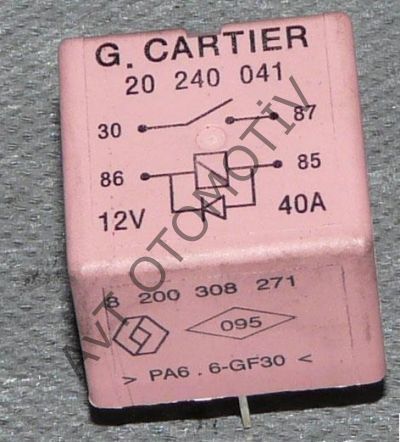 G. CARTIER
20 240 041
30 87
86 85
12V 40A
8 200 308 271
095
> PA6 . 6-GF30 <
AVT OTOMOTİV